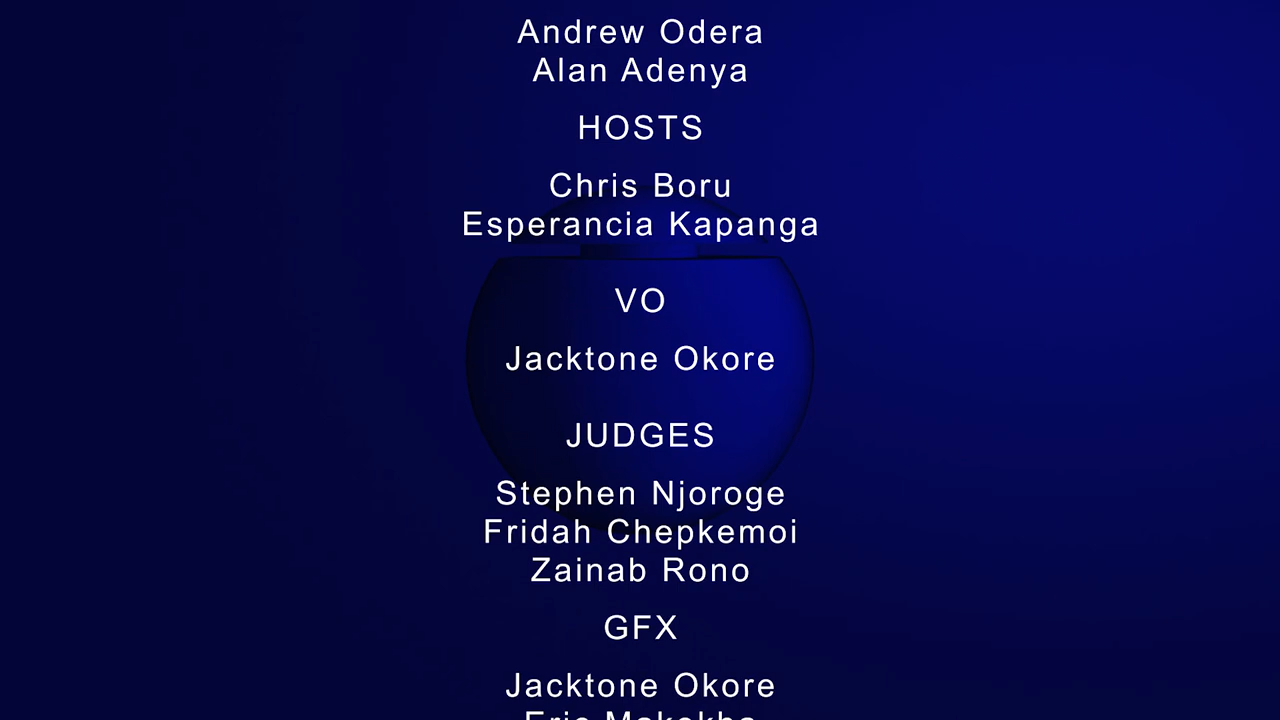 Andrew Odera
Alan Adenya
HOSTS
Chris Boru
Esperancia Kapanga
VO
Jacktone Okore
JUDGES
Stephen Njoroge
Fridah Chepkemoi
Zainab Rono
GFX
Jacktone Okore